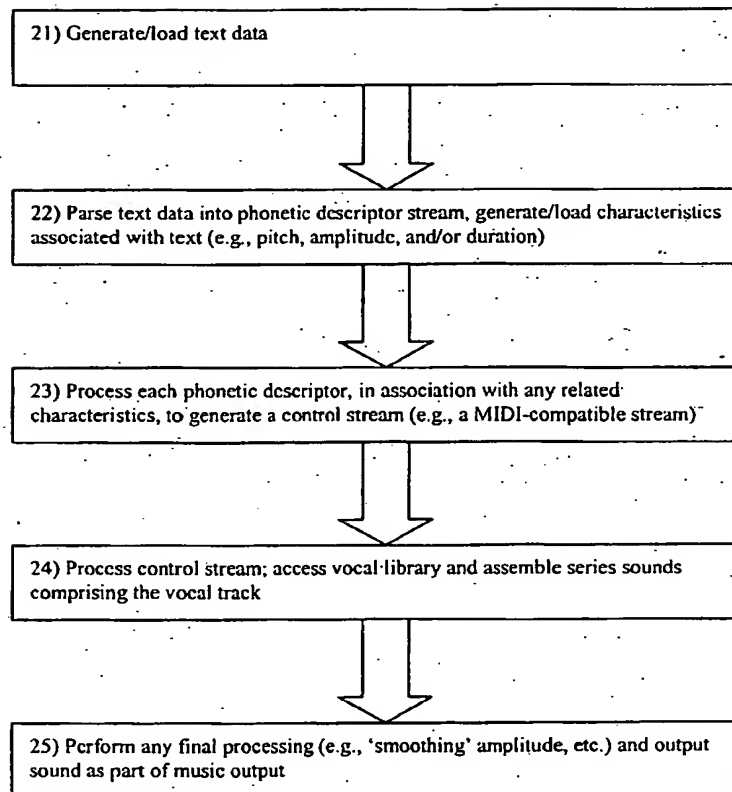 21) Generate/load text data
22) Parse text data into phonetic descriptor stream, generate/load characteristics
associated with text (e.g., pitch, amplitude, and/or duration)
23) Process each phonetic descriptor, in association with any related
characteristics, to generate a control stream (e.g., a MIDI-compatible stream)
24) Process control stream; access vocal library and assemble series sounds
comprising the vocal track
25) Perform any final processing (e.g., ‘smoothing’ amplitude, etc.) and output
sound as part of music output